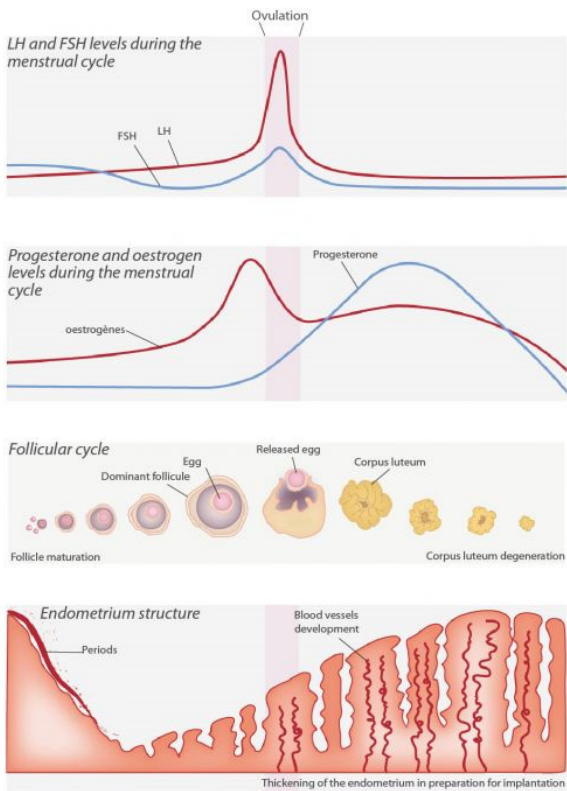 Ovulation
LH and FSH levels during the
menstrual cycle
FSH
LH
Progesterone and oestrogen
levels during the menstrual
cycle
Progesterone
oestrogènes
Follicular cycle
Egg
Dominant follicule
Released egg
Corpus luteum
Follicle maturation
Corpus luteum degeneration
Endometrium structure
Periods
Blood vessels
development
Thickening of the endometrium in preparation for implantation